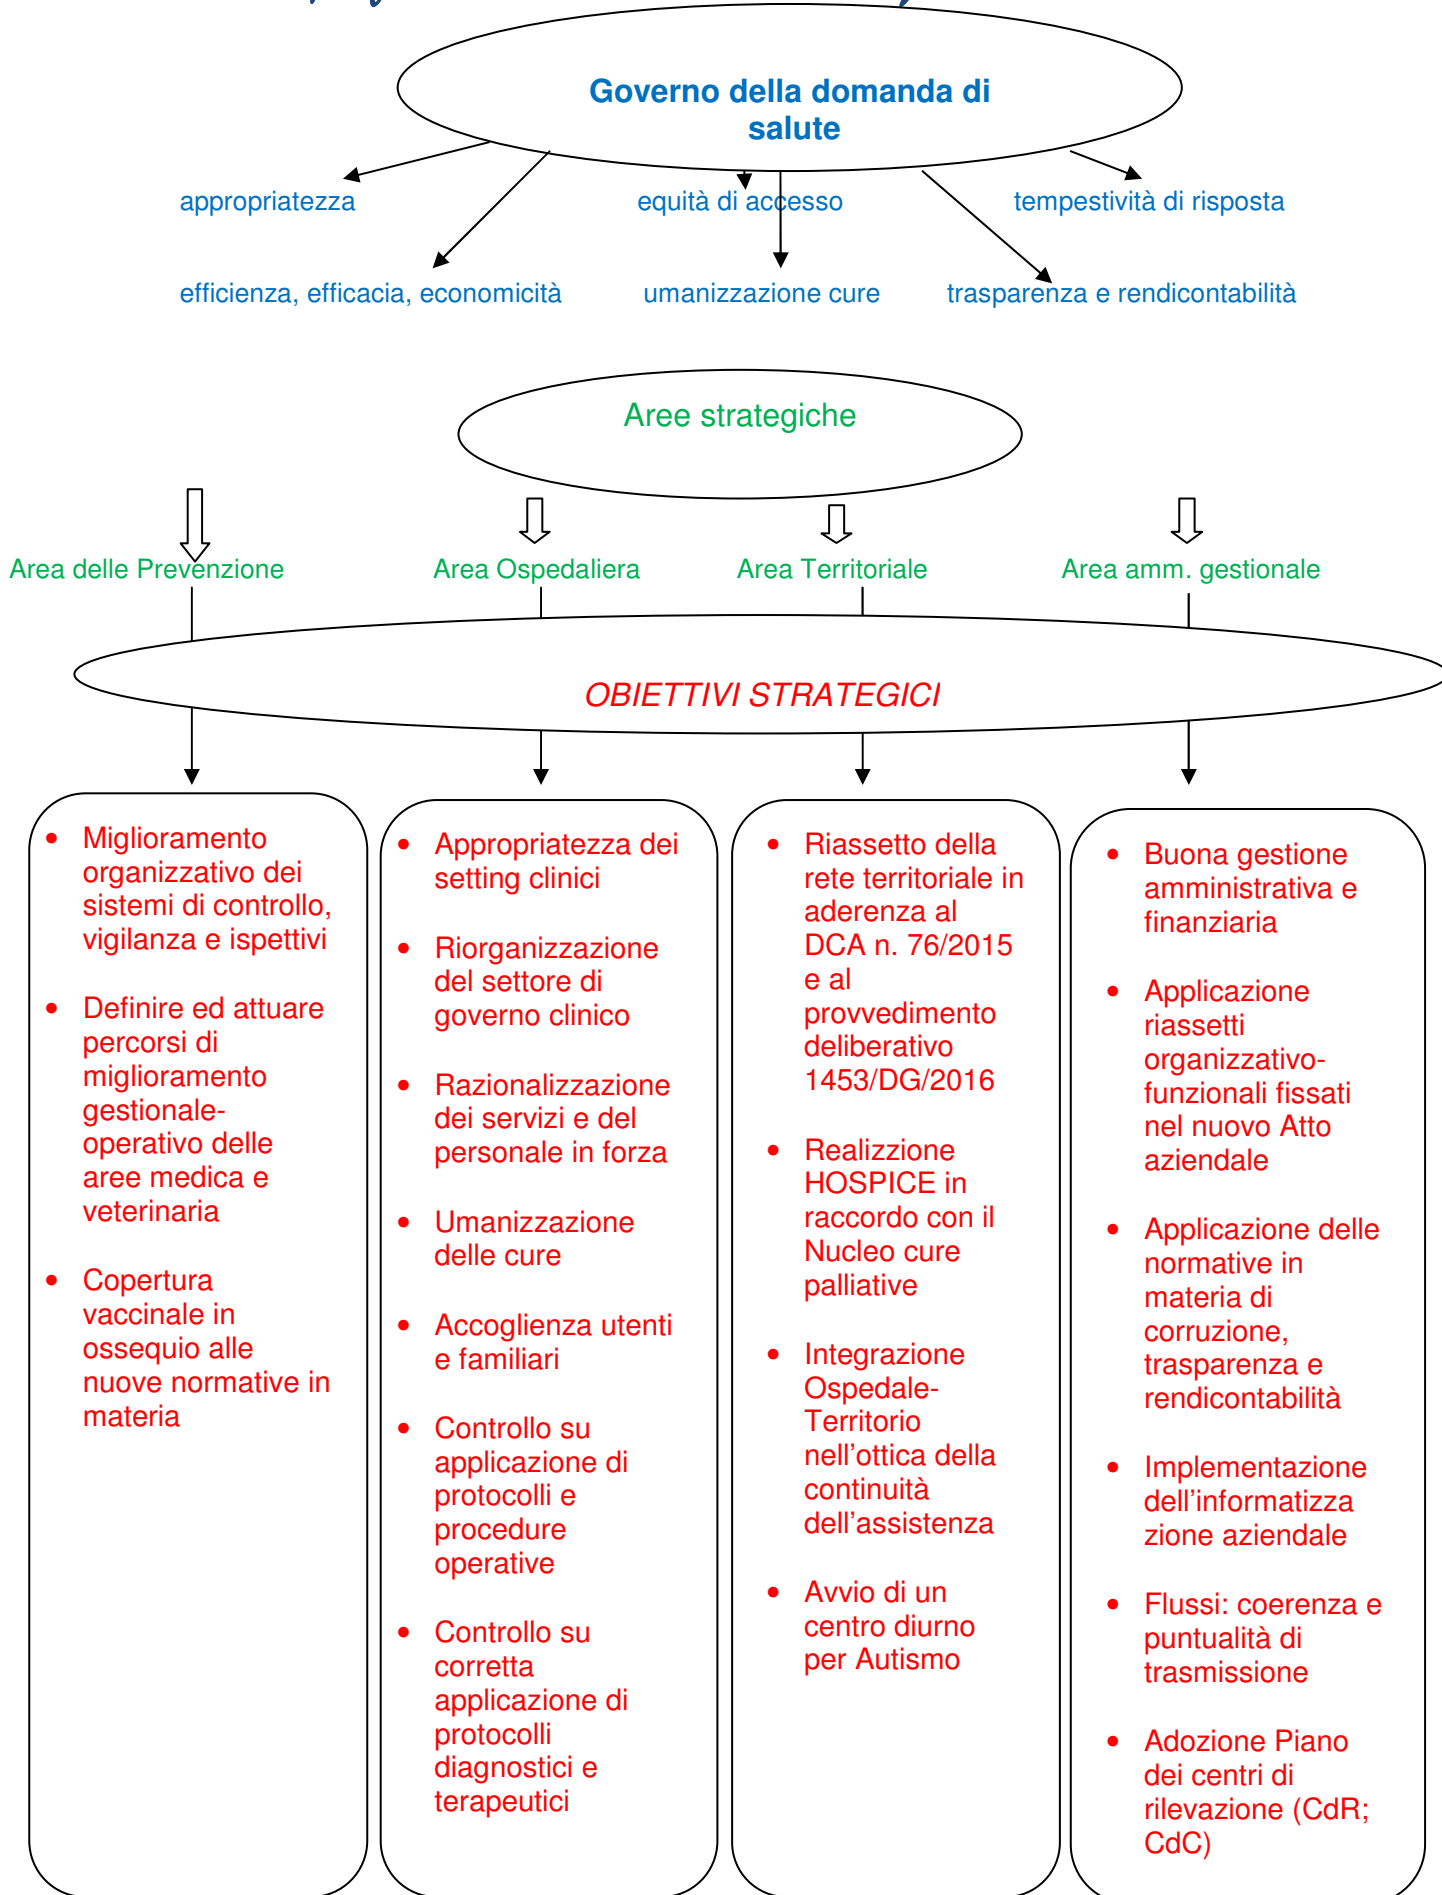 Governo della domanda di
salute
appropriatezza
equità di accesso
tempestività di risposta
efficienza, efficacia, economicità
umanizzazione cure
trasparenza e rendicontabilità
Aree strategiche
Area delle Prevenzione
Area Ospedaliera
Area Territoriale
Area amm. gestionale
OBIETTIVI STRATEGICI
• Miglioramento
organizzativo dei
sistemi di controllo,
vigilanza e ispettivi
• Definire ed attuare
percorsi di
miglioramento
gestionale-
operativo delle
aree medica e
veterinaria
• Copertura
vaccinale in
ossequio alle
nuove normative in
materia
• Appropriatezza dei
setting clinici
• Riorganizzazione
del settore di
governo clinico
• Razionalizzazione
dei servizi e del
personale in forza
• Umanizzazione
delle cure
• Accoglienza utenti
e familiari
• Controllo su
applicazione di
protocolli e
procedure
operative
• Controllo su
corretta
applicazione di
protocolli
diagnostici e
terapeutici
• Riassetto della
rete territoriale in
aderenza al
DCA n. 76/2015
e al
provvedimento
deliberativo
1453/DG/2016
• Realizzione
HOSPICE in
raccordo con il
Nucleo cure
palliative
• Integrazione
Ospedale-
Territorio
nell’ottica della
continuità
dell’assistenza
• Avvio di un
centro diurno
per Autismo
• Buona gestione
amministrativa e
finanziaria
• Applicazione
riassetti
organizzativo-
funzionali fissati
nel nuovo Atto
aziendale
• Applicazione delle
normative in
materia di
corruzione,
trasparenza e
rendicontabilità
• Implementazione
dell’informatizza
zione aziendale
• Flussi: coerenza e
puntualità di
trasmissione
• Adozione Piano
dei centri di
rilevazione (CdR;
CdC)